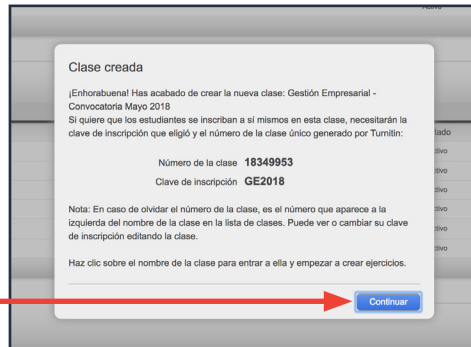 Clase creada
¡Enhorabuena! Has acabado de crear la nueva clase: Gestión Empresarial -
Convocatoria Mayo 2018
Si quiere que los estudiantes se inscriban a sí mismos en esta clase, necesitarán la
clave de inscripción que eligió y el número de la clase único generado por Turnitin:
Número de la clase 18349953
Clave de inscripción GE2018
Nota: En caso de olvidar el número de la clase, es el número que aparece a la
izquierda del nombre de la clase en la lista de clases. Puede ver o cambiar su clave
de inscripción editando la clase.
Haz clic sobre el nombre de la clase para entrar a ella y empezar a crear ejercicios.
Continuar